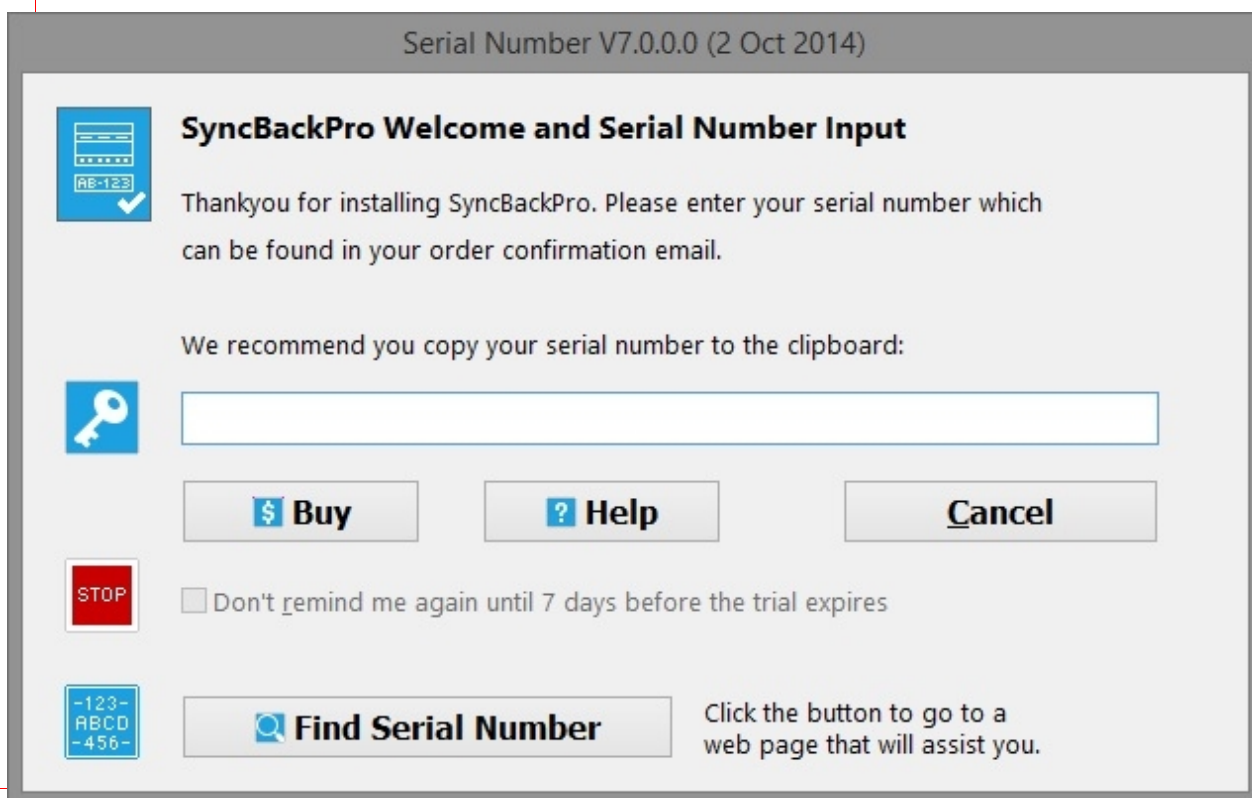 Serial Number V7.0.0.0 (2 Oct 2014)
SyncBackPro Welcome and Serial Number Input
AB-123
Thankyou for installing SyncBackPro. Please enter your serial number which
can be found in your order confirmation email.
We recommend you copy your serial number to the clipboard:
$ Buy
? Help
Cancel
STOP
Don't remind me again until 7 days before the trial expires
-123-
ABCD
-456-
Find Serial Number
Click the button to go to a
web page that will assist you.